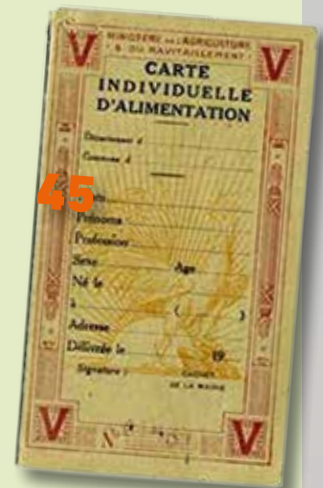 MINISTÈRE DE L'AGRICULTURE
& DU RAVITAILLEMENT
V V
CARTE
INDIVIDUELLE
D'ALIMENTATION
Département d
Commune d
45
Prénoms
Profession
Sexe Age
Né le
à ( )
Adresse
Délivrée le 19
Signature : CACHET
DE LA MAIRIE
V V
N°